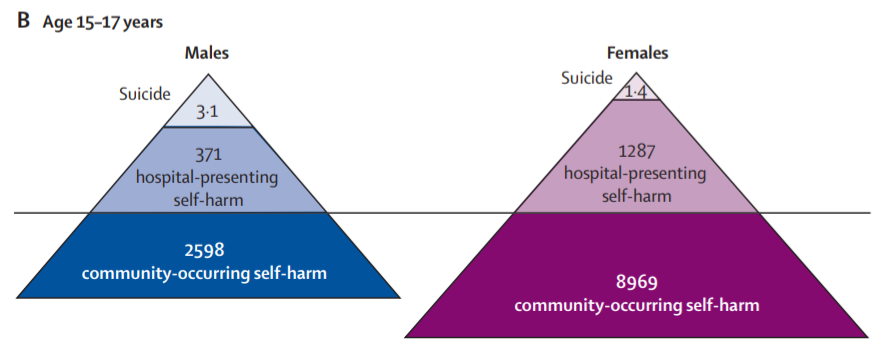 B Age 15–17 years
Males
Suicide
3·1
371
hospital-presenting
self-harm
2598
community-occurring self-harm
Females
Suicide
1·4
1287
hospital-presenting
self-harm
8969
community-occurring self-harm